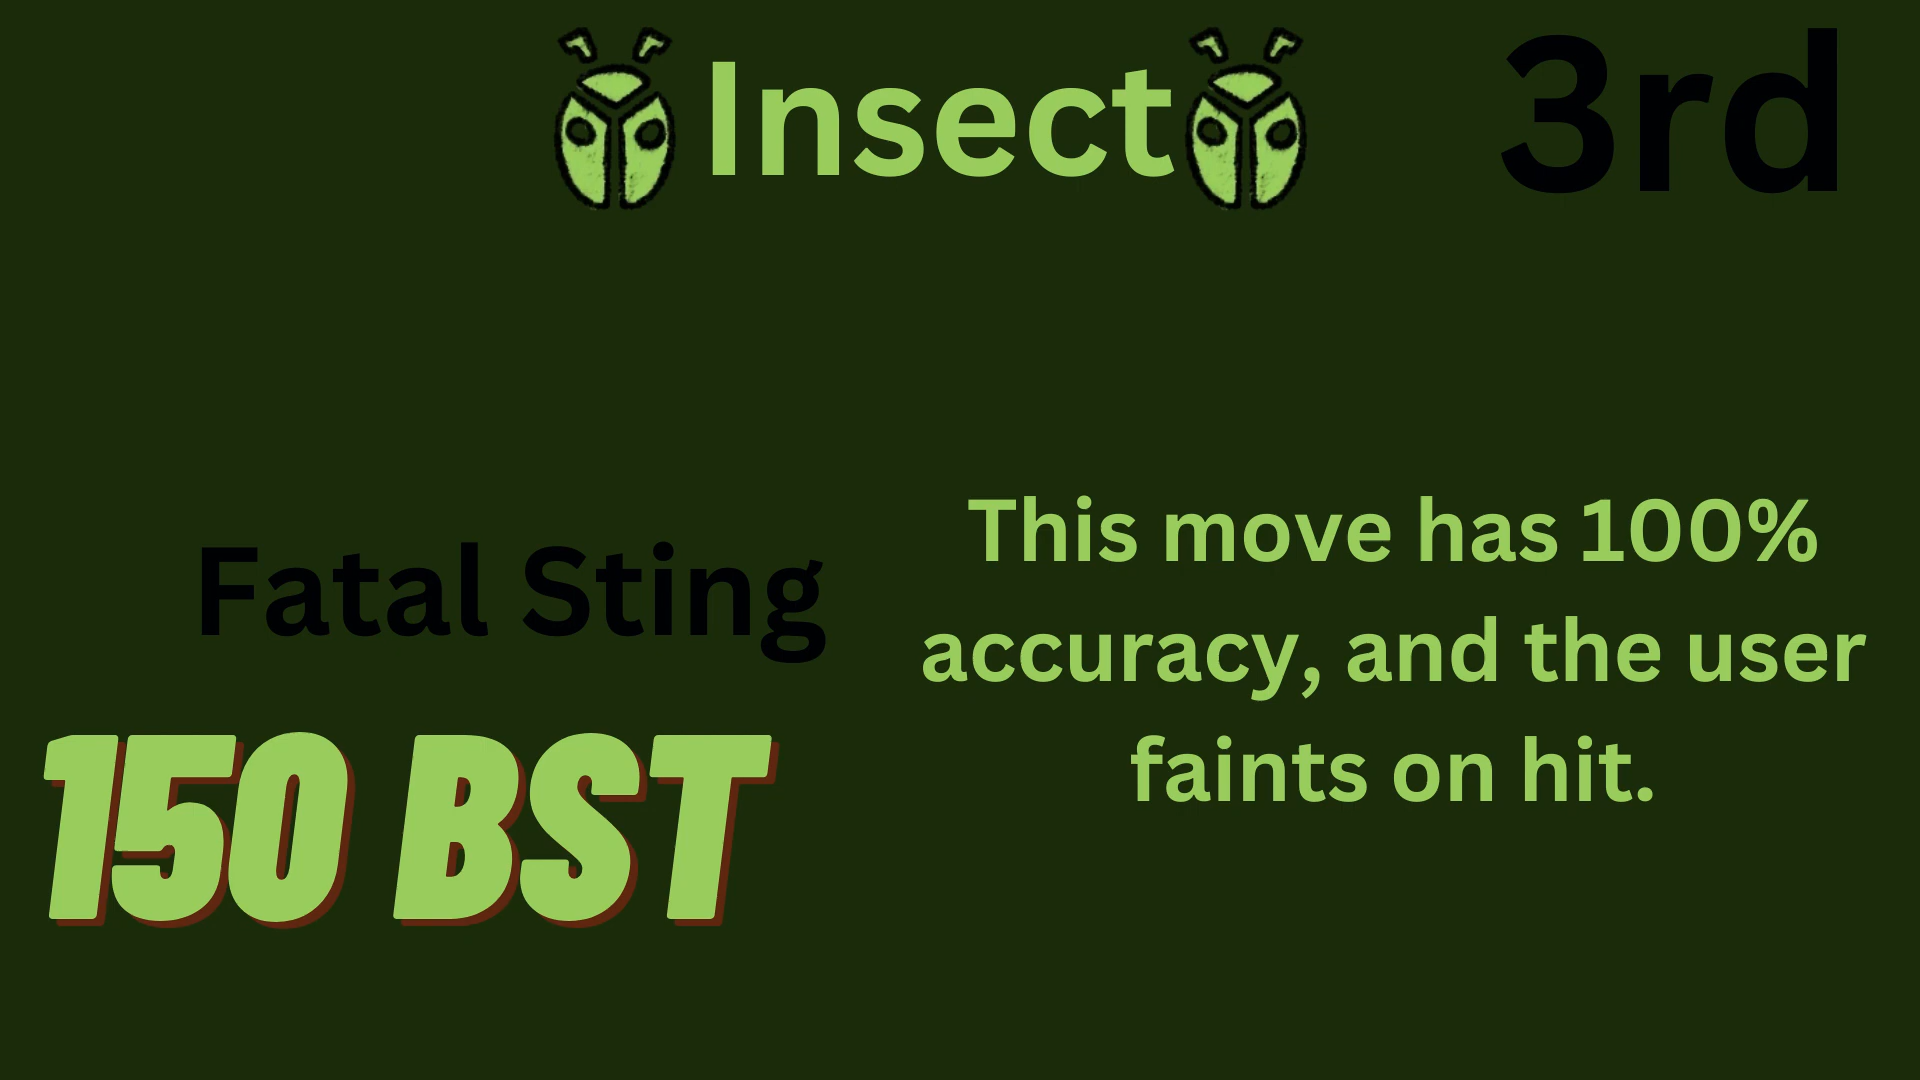 Insect
3rd
Fatal Sting
150 BST
This move has 100%
accuracy, and the user
faints on hit.